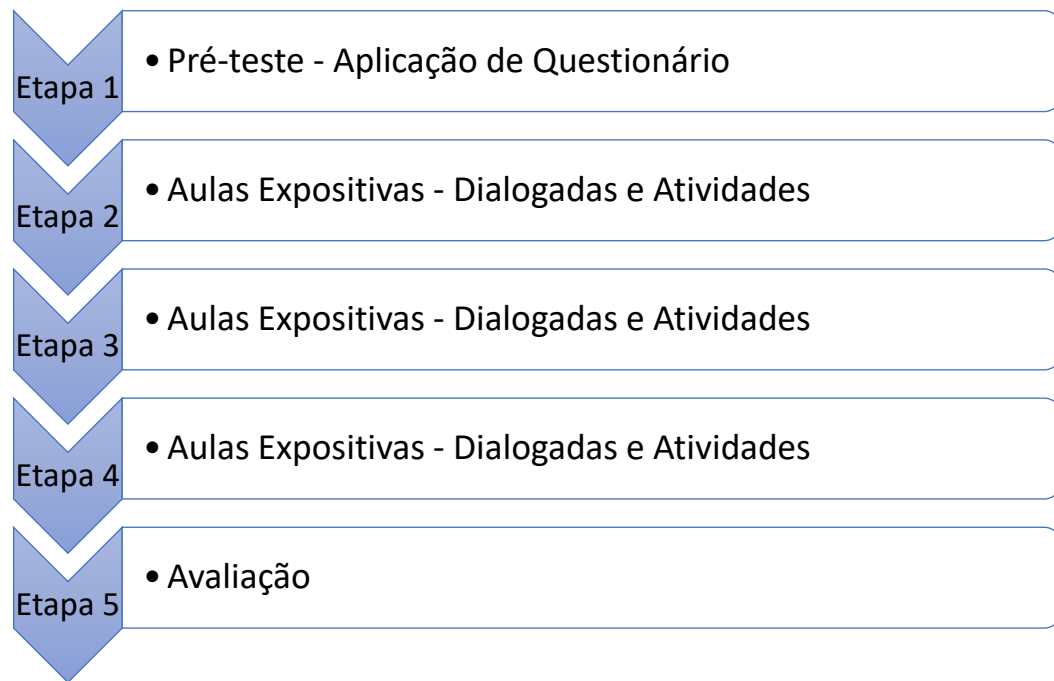 Etapa 1
• Pré-teste - Aplicação de Questionário
Etapa 2
• Aulas Expositivas - Dialogadas e Atividades
Etapa 3
• Aulas Expositivas - Dialogadas e Atividades
Etapa 4
• Aulas Expositivas - Dialogadas e Atividades
Etapa 5
• Avaliação